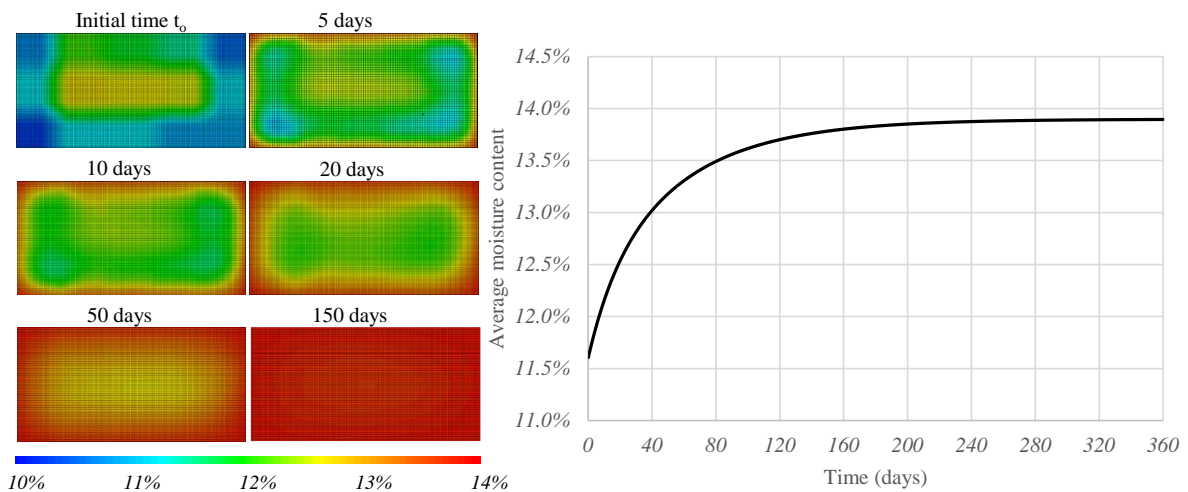 Initial time to
5 days
10 days
20 days
50 days
150 days
10%
11%
12%
13%
14%
Average moisture content
14.5%
14.0%
13.5%
13.0%
12.5%
12.0%
11.5%
11.0%
0 40 80 120 160 200 240 280 320 360
Time (days)